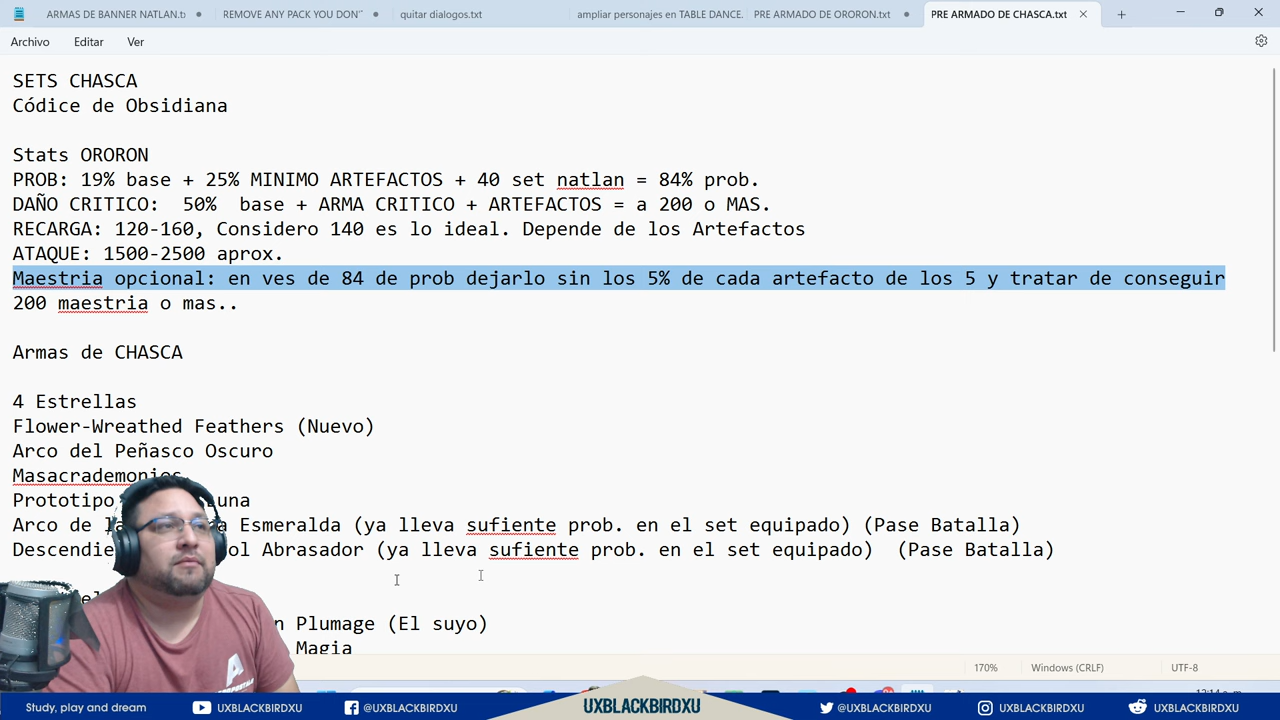 ARMAS DE BANNER NATLAN.t
REMOVE ANY PACK YOU DON'
quitar dialogos.txt
ampliar personajes en TABLE DANCE.
PRE ARMADO DE ORORON.txt
PRE ARMADO DE CHASCA.txt
Archivo Editar Ver
SETS CHASCA
Códice de Obsidiana
Stats ORORON
PROB: 19% base + 25% MINIMO ARTEFACTOS + 40 set natlan = 84% prob.
DAÑO CRITICO:  50%  base + ARMA CRITICO + ARTEFACTOS = a 200 o MAS.
RECARGA: 120-160, Considero 140 es lo ideal. Depende de los Artefactos
ATAQUE: 1500-2500 aprox.
Maestria opcional: en ves de 84 de prob dejarlo sin los 5% de cada artefacto de los 5 y tratar de conseguir
200 maestria o mas..
Armas de CHASCA
4 Estrellas
Flower-Wreathed Feathers (Nuevo)
Arco del Peñasco Oscuro
Masacrademonios
Prototipo una
Arco de la a Esmeralda (ya lleva sufiente prob. en el set equipado) (Pase Batalla)
Descendie ol Abrasador (ya lleva sufiente prob. en el set equipado)  (Pase Batalla)
n Plumage (El suyo)
Magia
170% Windows (CRLF) UTF-8
Study, play and dream UXBLACKBIRDXU @UXBLACKBIRDXU UXBLACKBIRDXU @UXBLACKBIRDXU UXBLACKBIRDXU UXBLACKBIRDXU